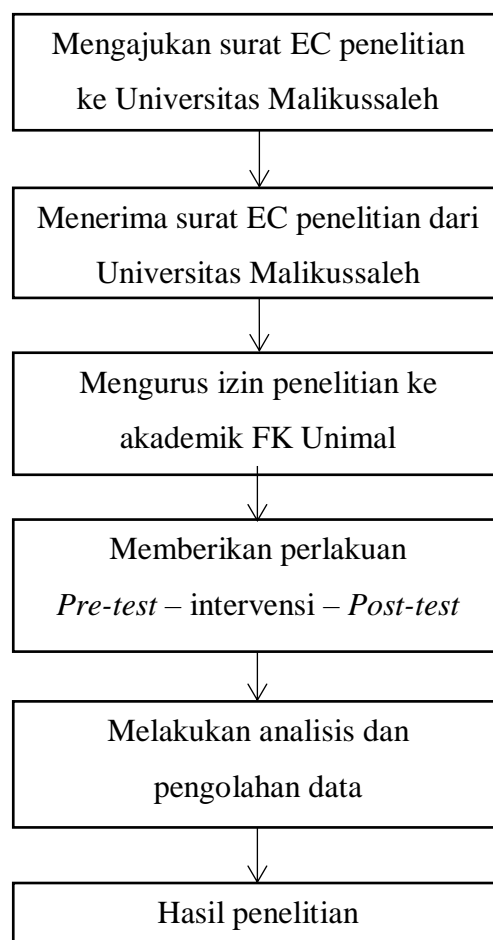 Mengajukan surat EC penelitian
ke Universitas Malikussaleh
Menerima surat EC penelitian dari
Universitas Malikussaleh
Mengurus izin penelitian ke
akademik FK Unimal
Memberikan perlakuan
Pre-test – intervensi – Post-test
Melakukan analisis dan
pengolahan data
Hasil penelitian